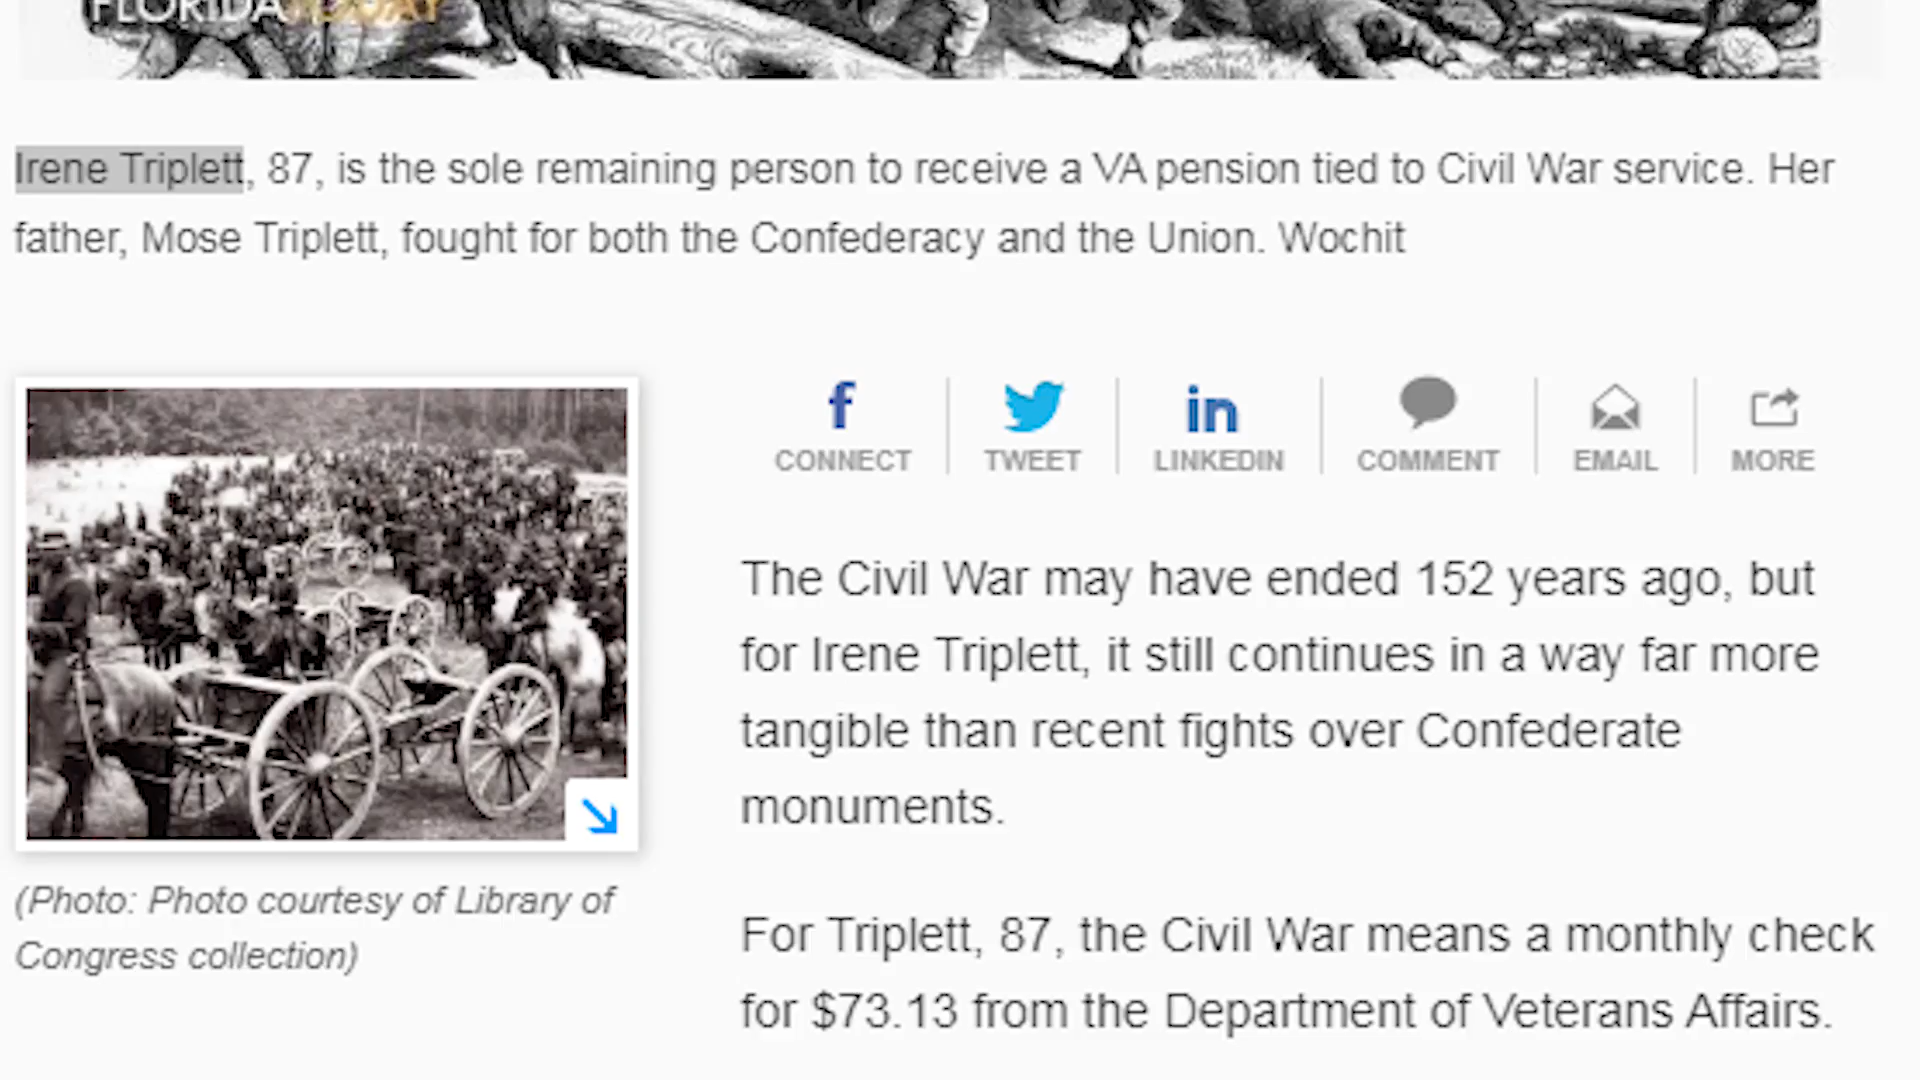 FLORIDA TODAY
Irene Triplett, 87, is the sole remaining person to receive a VA pension tied to Civil War service. Her
father, Mose Triplett, fought for both the Confederacy and the Union. Wochit
f
CONNECT
TWEET
in
LINKEDIN
COMMENT
EMAIL
MORE
The Civil War may have ended 152 years ago, but
for Irene Triplett, it still continues in a way far more
tangible than recent fights over Confederate
monuments.
(Photo: Photo courtesy of Library of
Congress collection)
For Triplett, 87, the Civil War means a monthly check
for $73.13 from the Department of Veterans Affairs.